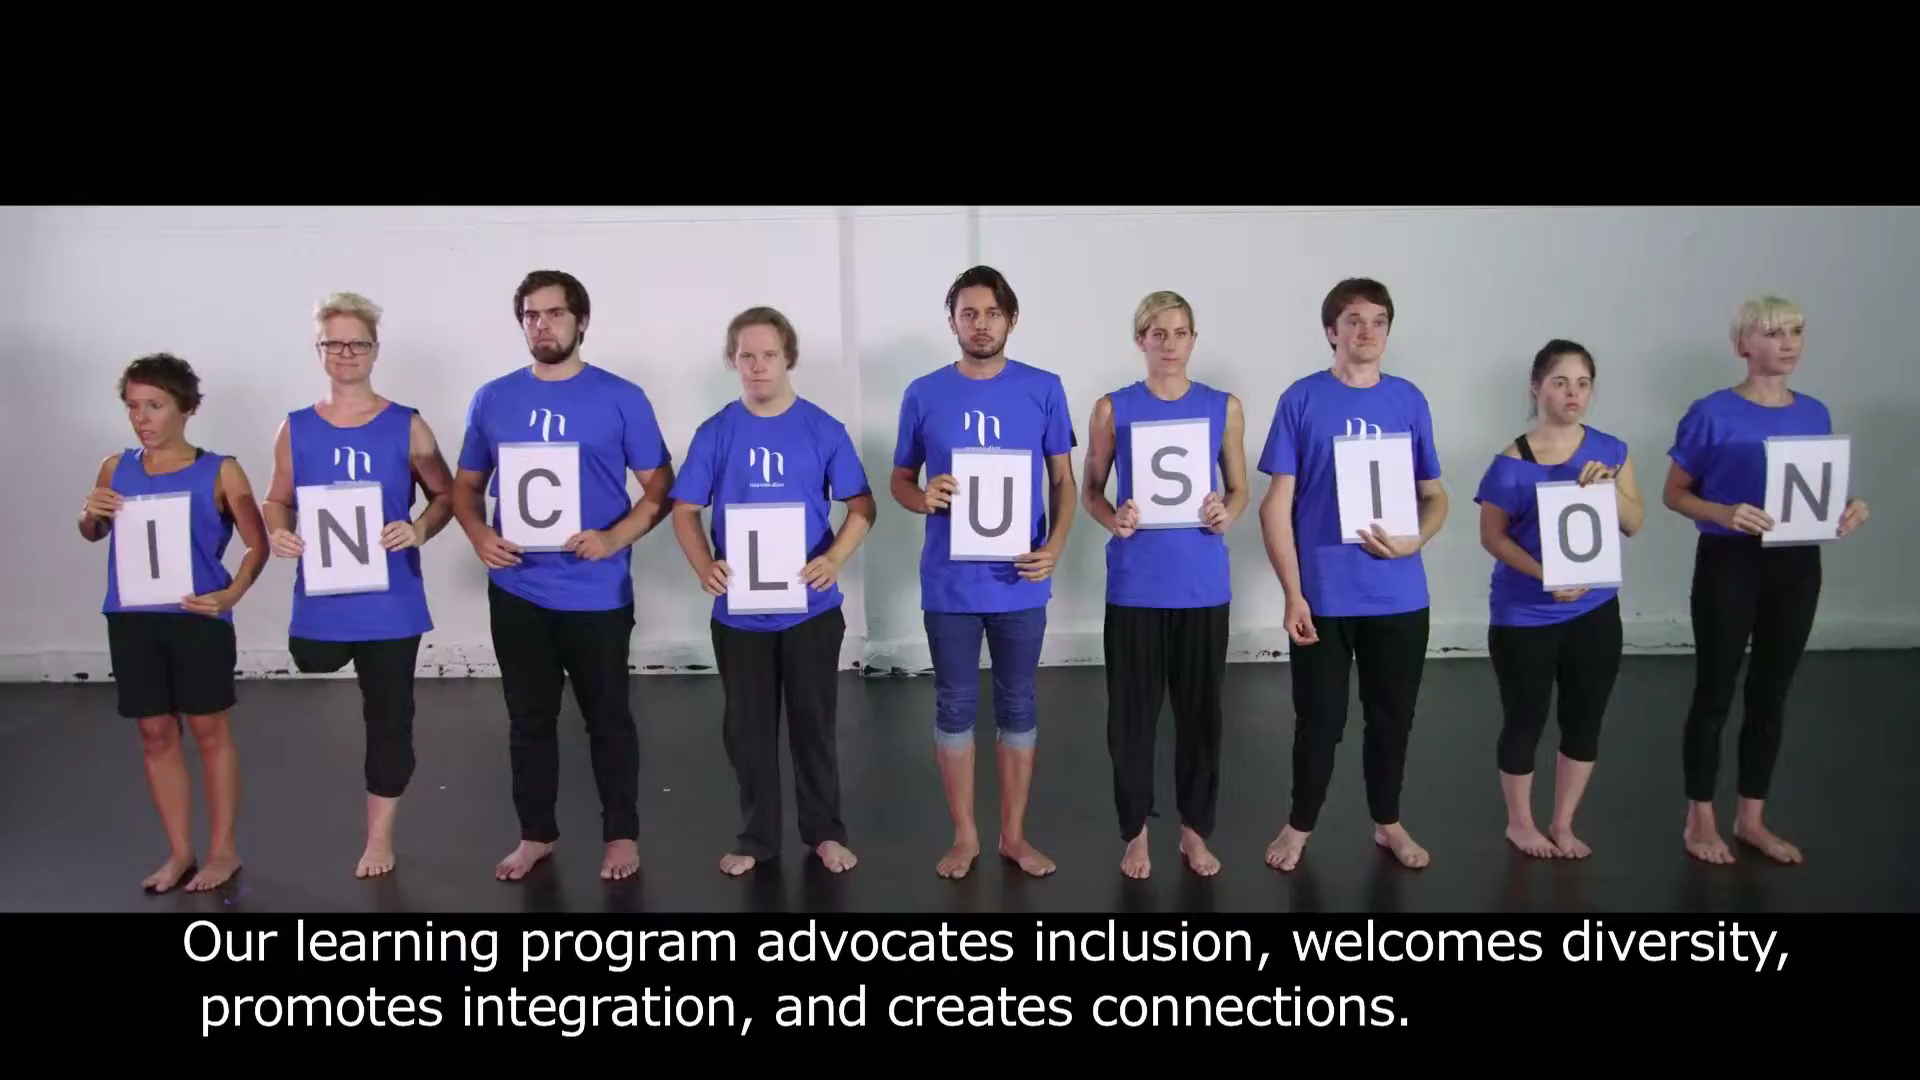 I N C L U S I O N
Our learning program advocates inclusion, welcomes diversity,
promotes integration, and creates connections.